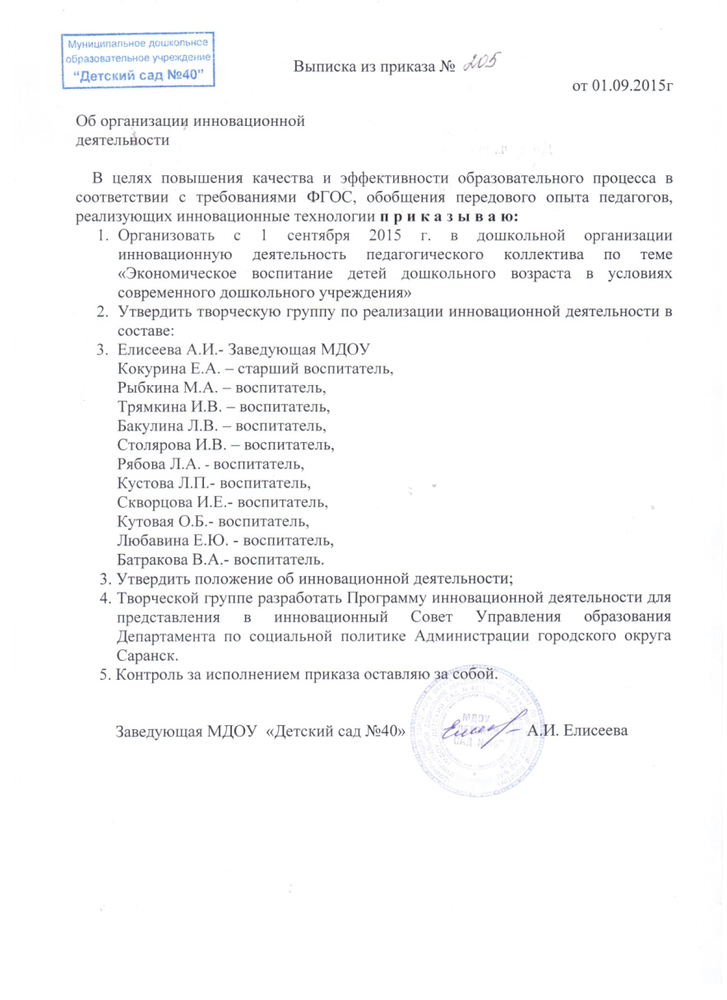 Муниципальное дошкольнсе
образовательное учреждение
“Детский сад №40”
Выписка из приказа № 205
от 01.09.2015г
Об организации инновационной
деятельности
В целях повышения качества и эффективности образовательного процесса в
соответствии с требованиями ФГОС, обобщения передового опыта педагогов,
реализующих инновационные технологии п р и к а з ы в а ю:
1. Организовать с 1 сентября 2015 г. в дошкольной организации
инновационную деятельность педагогического коллектива по теме
«Экономическое воспитание детей дошкольного возраста в условиях
современного дошкольного учреждения»
2. Утвердить творческую группу по реализации инновационной деятельности в
составе:
3. Елисеева А.И.- Заведующая МДОУ
Кокурина Е.А. – старший воспитатель,
Рыбкина М.А. – воспитатель,
Трямкина И.В. – воспитатель,
Бакулина Л.В. – воспитатель,
Столярова И.В. – воспитатель,
Рябова Л.А. - воспитатель,
Кустова Л.П.- воспитатель,
Скворцова И.Е.- воспитатель,
Кутовая О.Б.- воспитатель,
Любавина Е.Ю. - воспитатель,
Батракова В.А.- воспитатель.
3. Утвердить положение об инновационной деятельности;
4. Творческой группе разработать Программу инновационной деятельности для
представления в инновационный Совет Управления образования
Департамента по социальной политике Администрации городского округа
Саранск.
5. Контроль за исполнением приказа оставляю за собой.
Заведующая МДОУ «Детский сад №40» А.И. Елисеева
МДОУ
САД